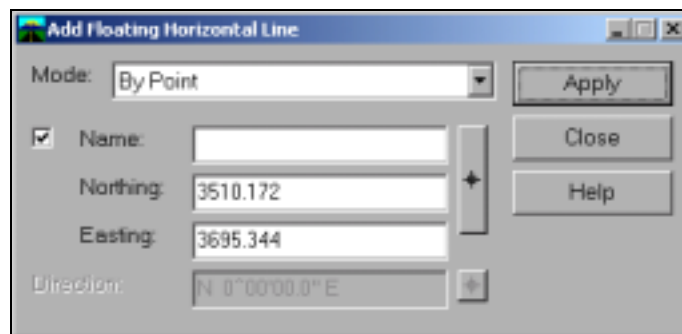 Add Floating Horizontal Line
Mode: By Point Apply
Name: Close
Northing: 3510.172 Help
Easting: 3695.344
Direction: N 0^00'00.0" E